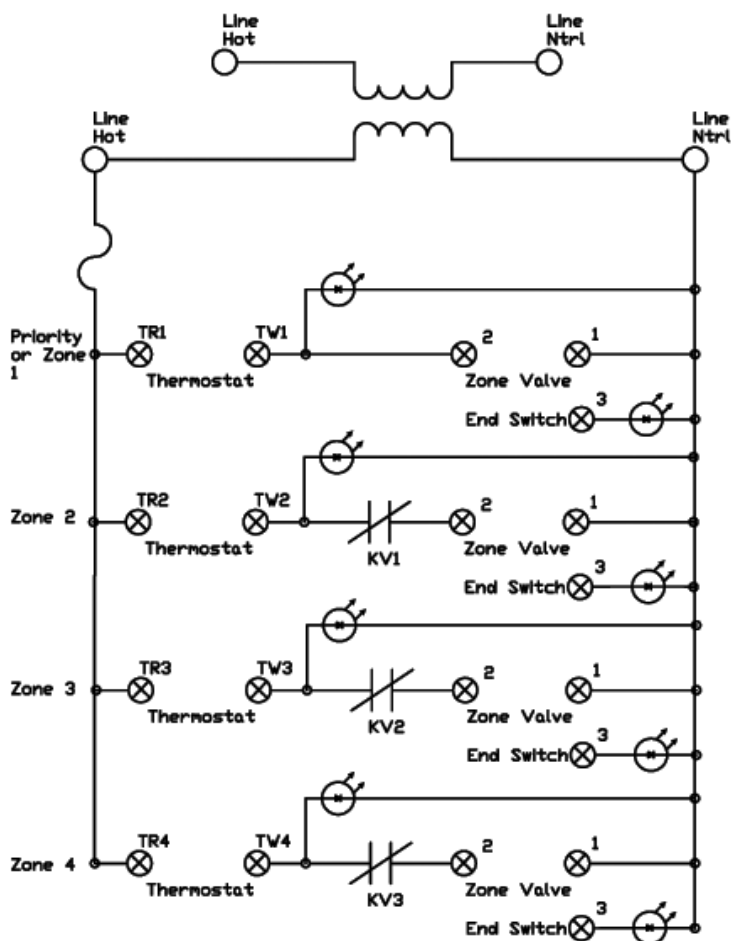 Line
Hot
Line
Ntrl
Line
Hot
Line
Ntrl
Priority
or Zone
1
TR1
TW1
2
1
Thermostat
Zone Valve
3
End Switch
Zone 2
TR2
TW2
2
1
Thermostat
KV1
Zone Valve
3
End Switch
Zone 3
TR3
TW3
2
1
Thermostat
KV2
Zone Valve
3
End Switch
Zone 4
TR4
TW4
2
1
Thermostat
KV3
Zone Valve
3
End Switch